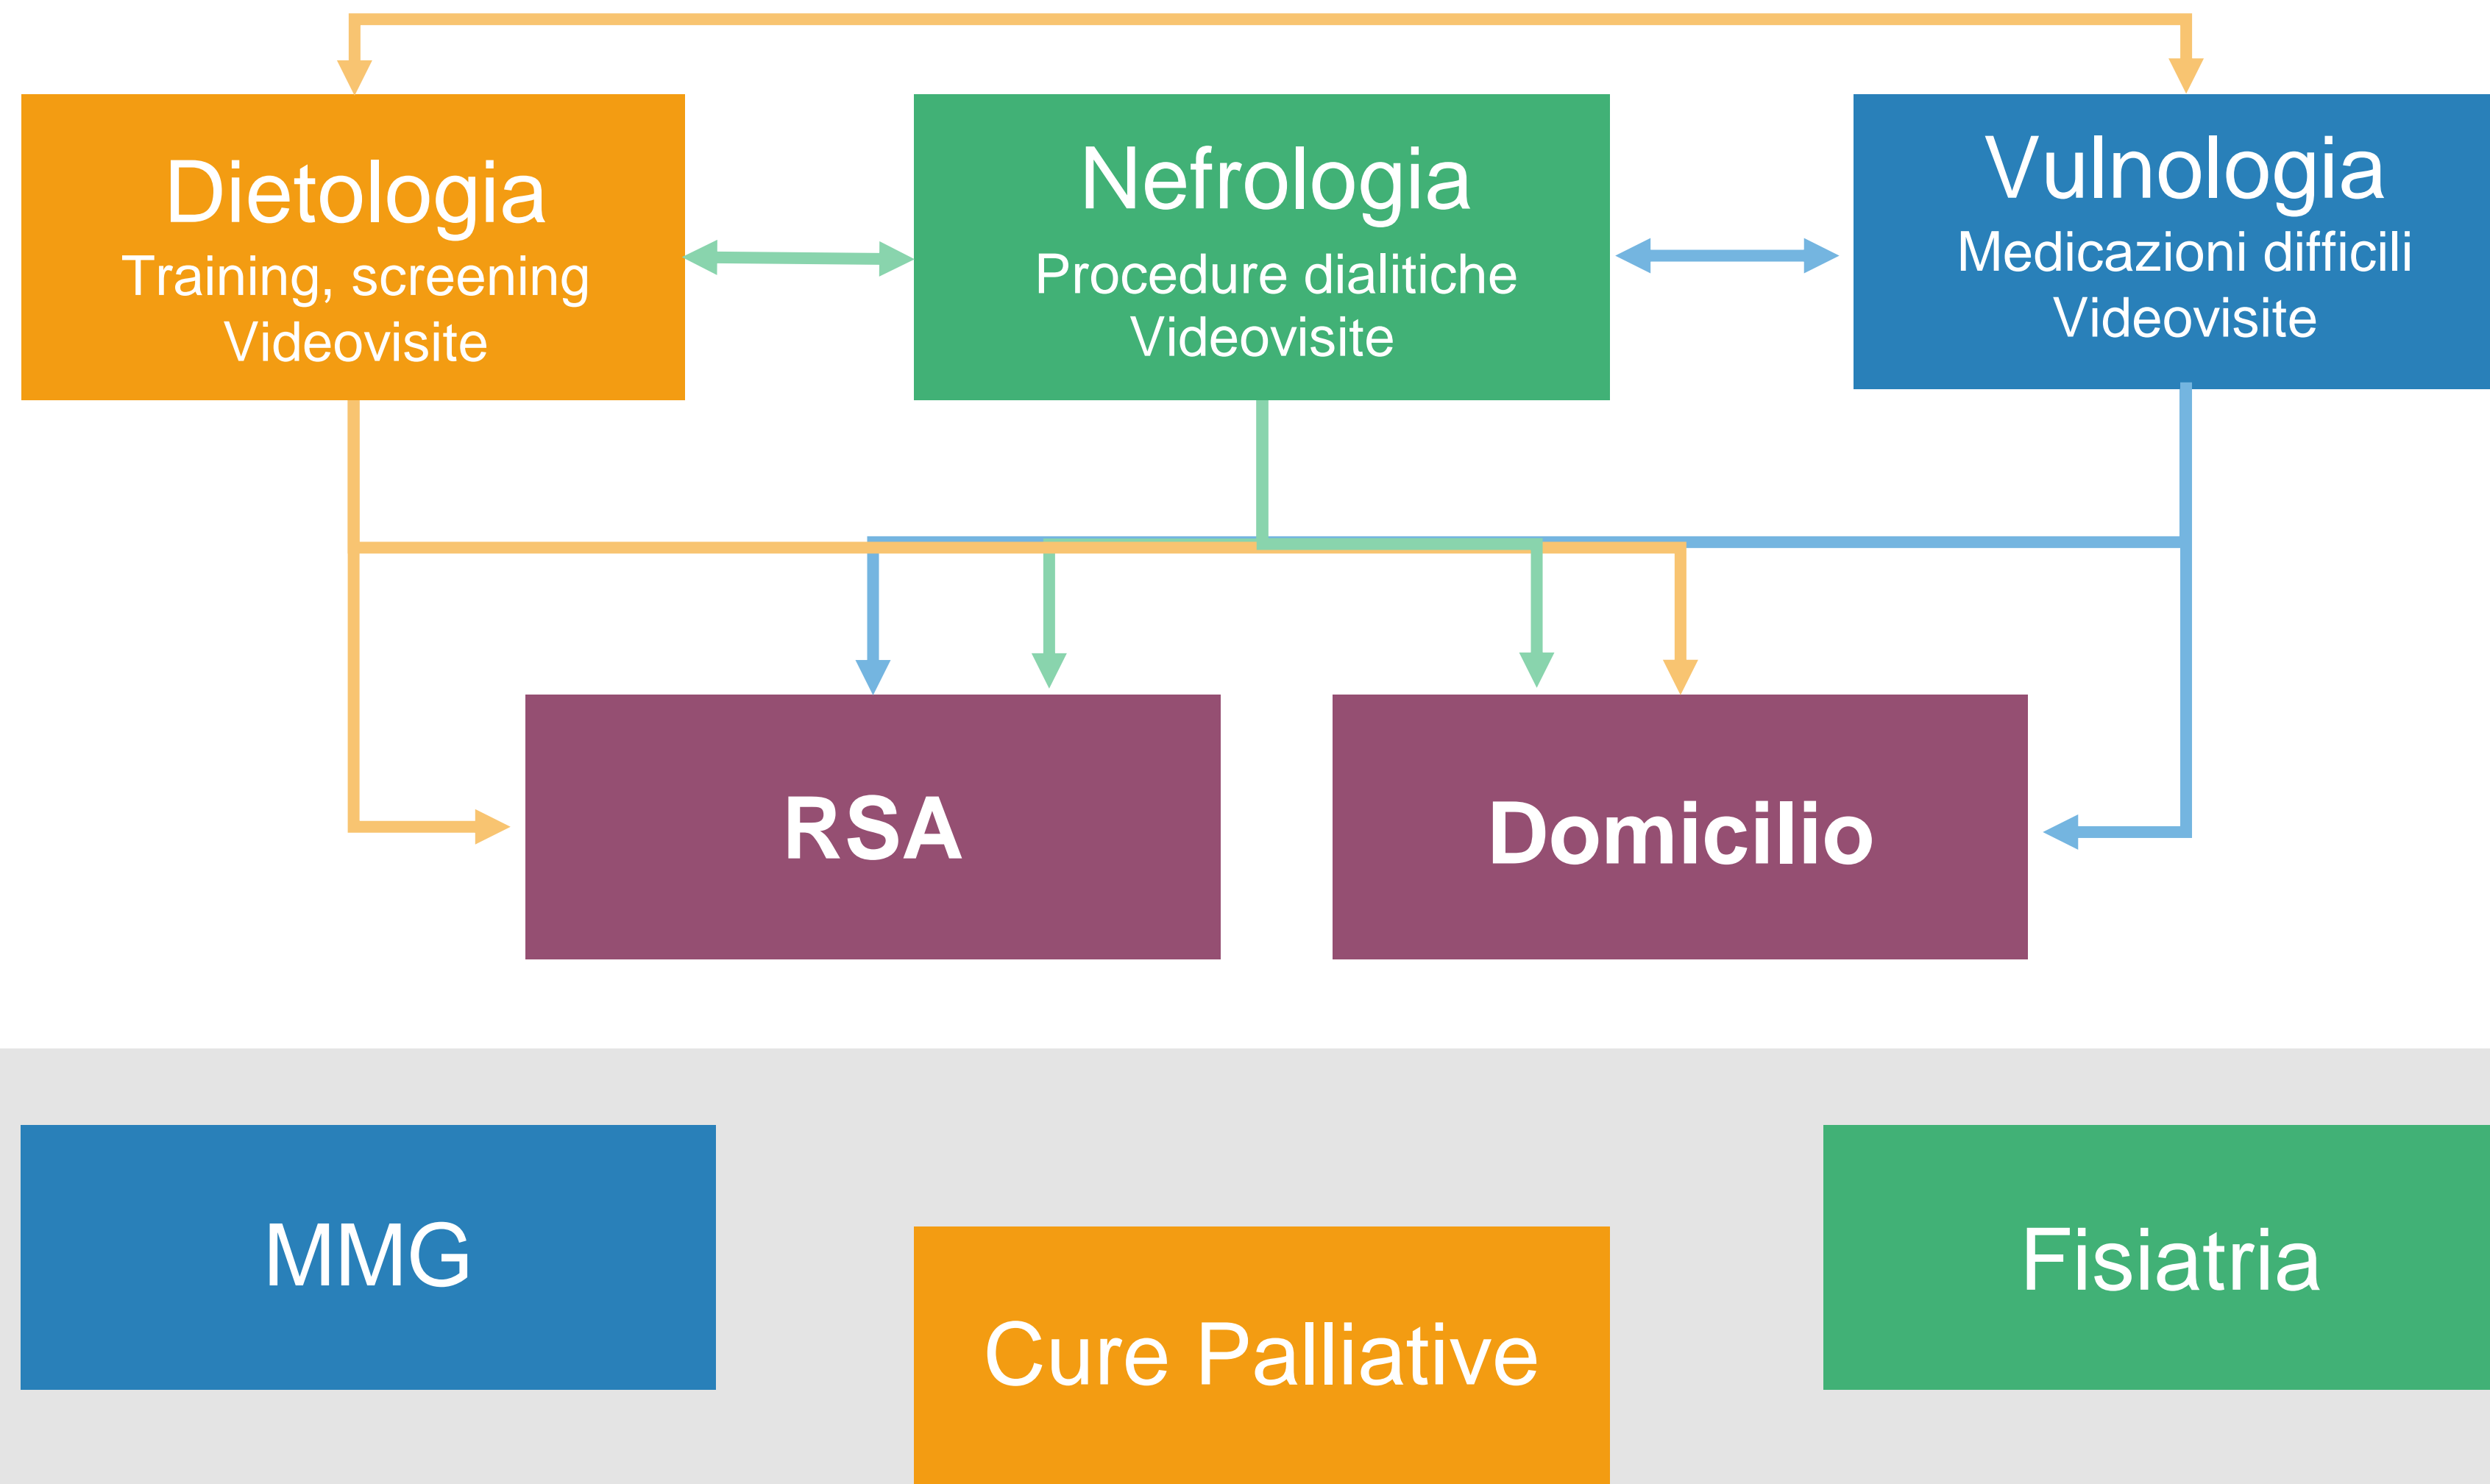 Dietologia
Training, screening
Videovisite
Nefrologia
Procedure dialitiche
Videovisite
Vulnologia
Medicazioni difficili
Videovisite
RSA
Domicilio
MMG
Cure Palliative
Fisiatria